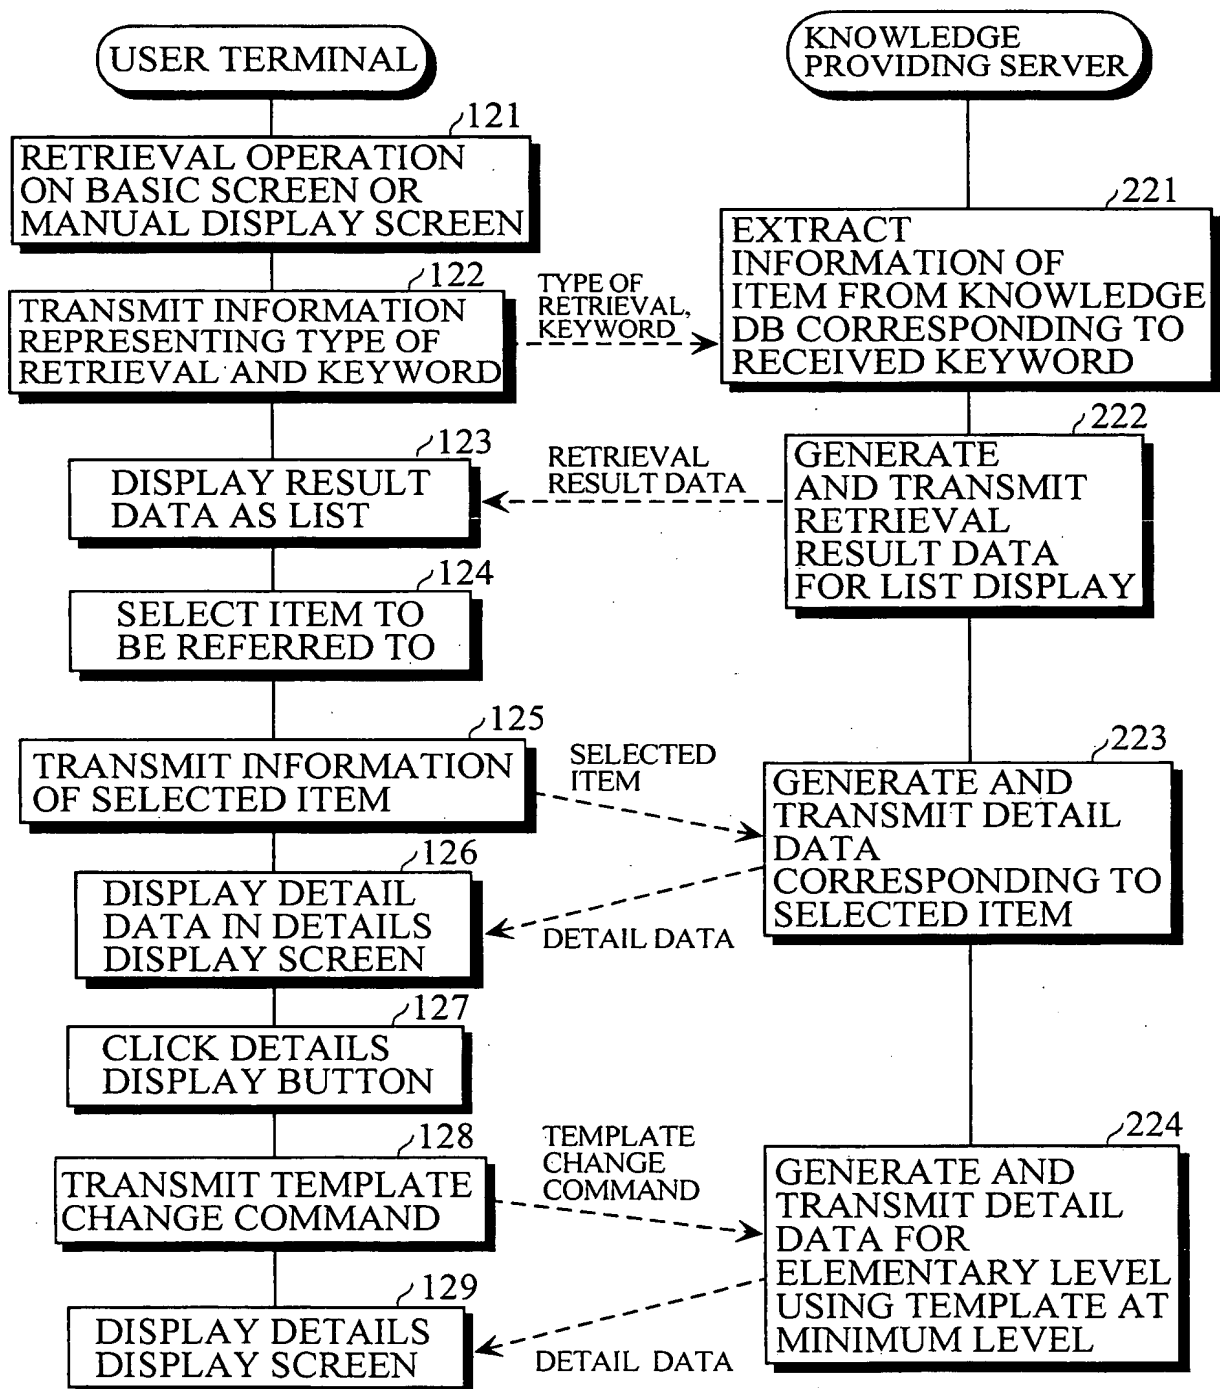 USER TERMINAL
KNOWLEDGE
PROVIDING SERVER
121
RETRIEVAL OPERATION
ON BASIC SCREEN OR
MANUAL DISPLAY SCREEN
122
TRANSMIT INFORMATION
REPRESENTING TYPE OF
RETRIEVAL AND KEYWORD
TYPE OF
RETRIEVAL,
KEYWORD
221
EXTRACT
INFORMATION OF
ITEM FROM KNOWLEDGE
DB CORRESPONDING TO
RECEIVED KEYWORD
222
GENERATE
AND TRANSMIT
RETRIEVAL
RESULT DATA
FOR LIST DISPLAY
RETRIEVAL
RESULT DATA
123
DISPLAY RESULT
DATA AS LIST
124
SELECT ITEM TO
BE REFERRED TO
125
TRANSMIT INFORMATION
OF SELECTED ITEM
SELECTED
ITEM
223
GENERATE AND
TRANSMIT DETAIL
DATA
CORRESPONDING TO
SELECTED ITEM
126
DISPLAY DETAIL
DATA IN DETAILS
DISPLAY SCREEN
DETAIL DATA
127
CLICK DETAILS
DISPLAY BUTTON
128
TRANSMIT TEMPLATE
CHANGE COMMAND
TEMPLATE
CHANGE
COMMAND
224
GENERATE AND
TRANSMIT DETAIL
DATA FOR
ELEMENTARY LEVEL
USING TEMPLATE AT
MINIMUM LEVEL
129
DISPLAY DETAILS
DISPLAY SCREEN
DETAIL DATA